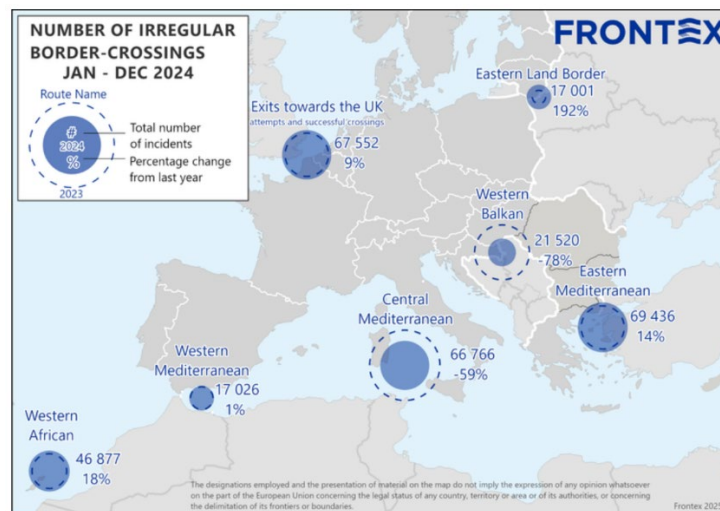 NUMBER OF IRREGULAR
BORDER-CROSSINGS
JAN - DEC 2024
Route Name
#
2024
%
2023
Total number
of incidents
Percentage change
from last year
FRONTEX
Eastern Land Border
17 001
192%
Exits towards the UK
attempts and successful crossings
67 552
9%
Western
Balkan
21 520
-78%
Eastern
Mediterranean
69 436
14%
Central
Mediterranean
66 766
-59%
Western
Mediterranean
17 026
1%
Western
African
46 877
18%
The designations employed and the presentation of material on the map do not imply the expression of any opinion whatsoever
on the part of the European Union concerning the legal status of any country, territory or area or of its authorities, or concerning
the delimitation of its frontiers or boundaries.
Frontex 2025